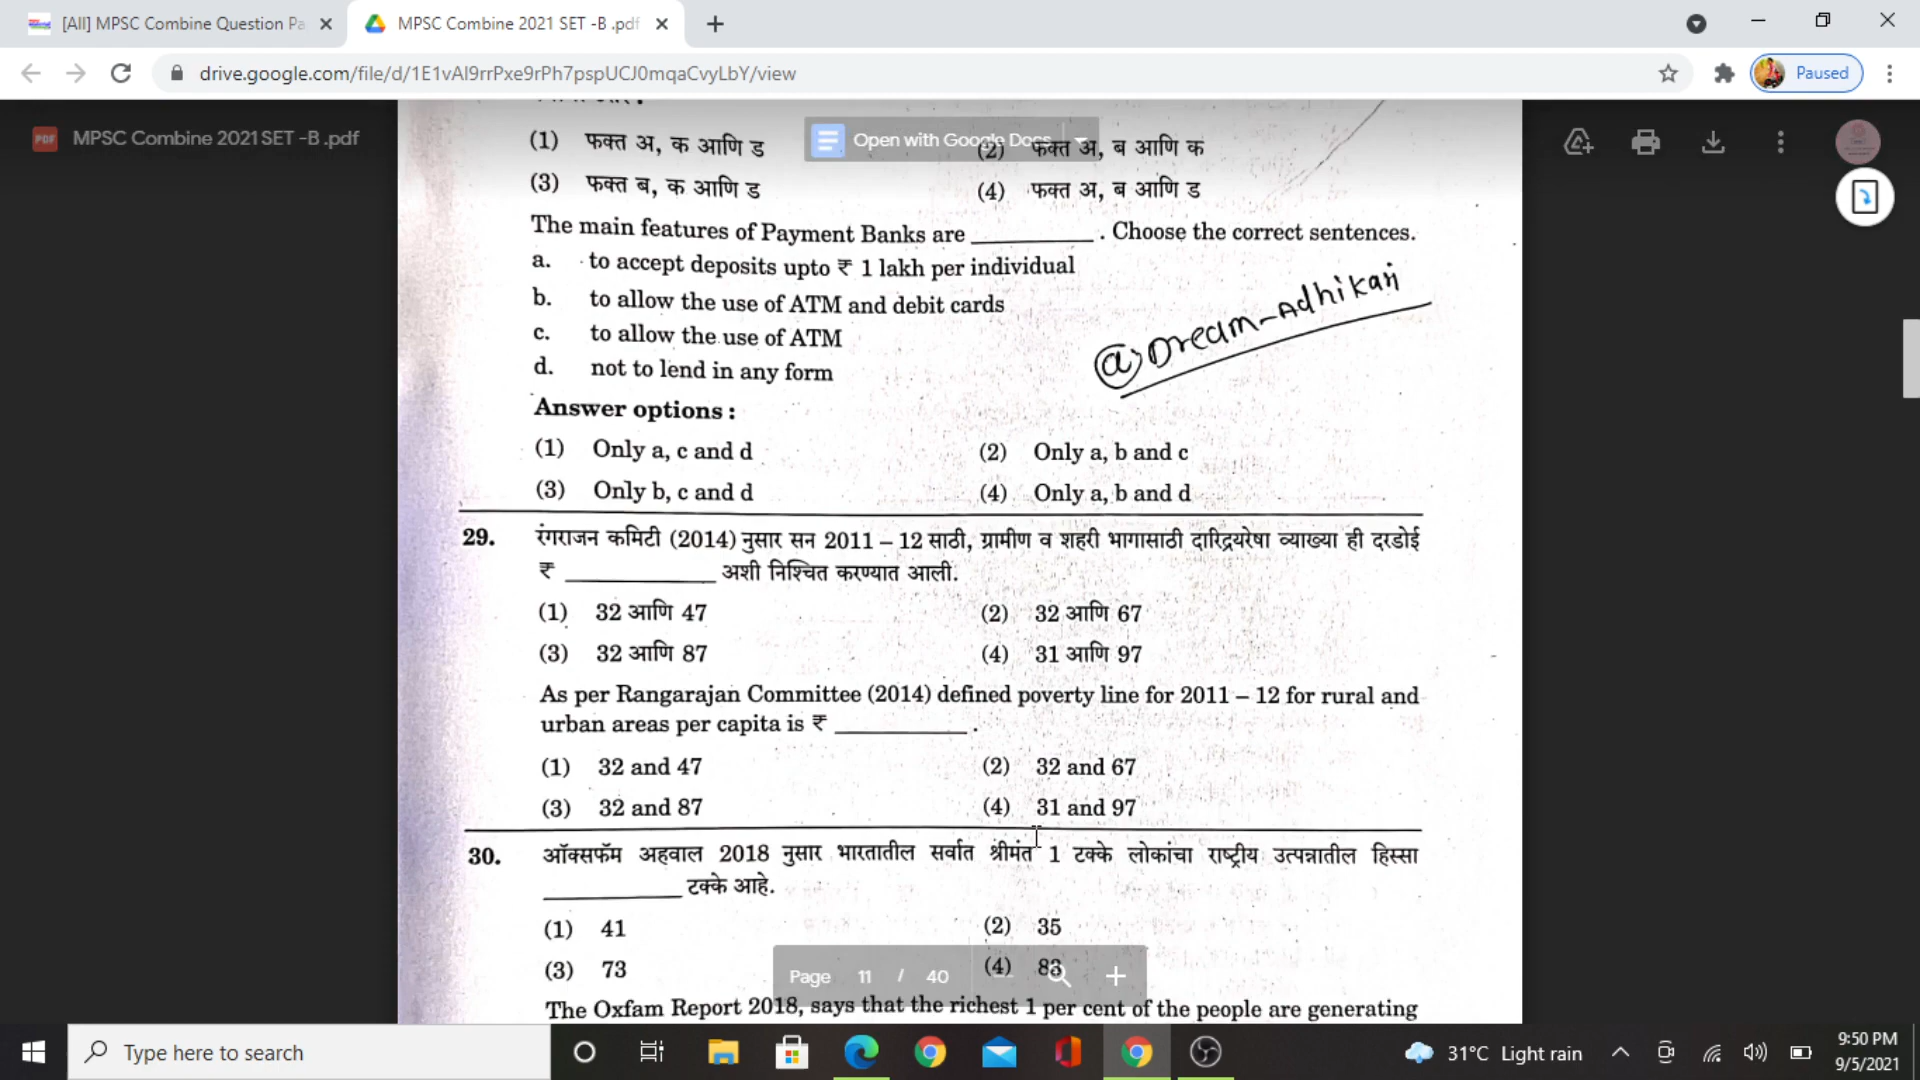 [All] MPSC Combine Question Pa
MPSC Combine 2021 SET -B .pdf
drive.google.com/file/d/1E1vAI9rrPxe9rPh7pspUCJ0mqaCvyLbY/view
Paused
PDF MPSC Combine 2021 SET -B .pdf
Open with Google Docs
(1) फक्त अ, क आणि ड (2) फक्त अ, ब आणि क
(3) फक्त ब, क आणि ड (4) फक्त अ, ब आणि ड
The main features of Payment Banks are ________ . Choose the correct sentences.
a. to accept deposits upto ₹ 1 lakh per individual
b. to allow the use of ATM and debit cards
c. to allow the use of ATM
d. not to lend in any form
@Dream-Adhikari
Answer options :
(1) Only a, c and d (2) Only a, b and c
(3) Only b, c and d (4) Only a, b and d
29. रंगराजन कमिटी (2014) नुसार सन 2011 – 12 साठी, ग्रामीण व शहरी भागासाठी दारिद्रयरेषा व्याख्या ही दरडोई
₹ ________ अशी निश्चित करण्यात आली.
(1) 32 आणि 47 (2) 32 आणि 67
(3) 32 आणि 87 (4) 31 आणि 97
As per Rangarajan Committee (2014) defined poverty line for 2011 – 12 for rural and
urban areas per capita is ₹ ________ .
(1) 32 and 47 (2) 32 and 67
(3) 32 and 87 (4) 31 and 97
30. ऑक्सफॅम अहवाल 2018 नुसार भारतातील सर्वात श्रीमंत 1 टक्के लोकांचा राष्ट्रीय उत्पन्नातील हिस्सा
________ टक्के आहे.
(1) 41 (2) 35
(3) 73 (4)
Page 11 / 40
The Oxfam Report 2018, says that the richest 1 per cent of the people are generating
Type here to search
31°C Light rain
9:50 PM
9/5/2021